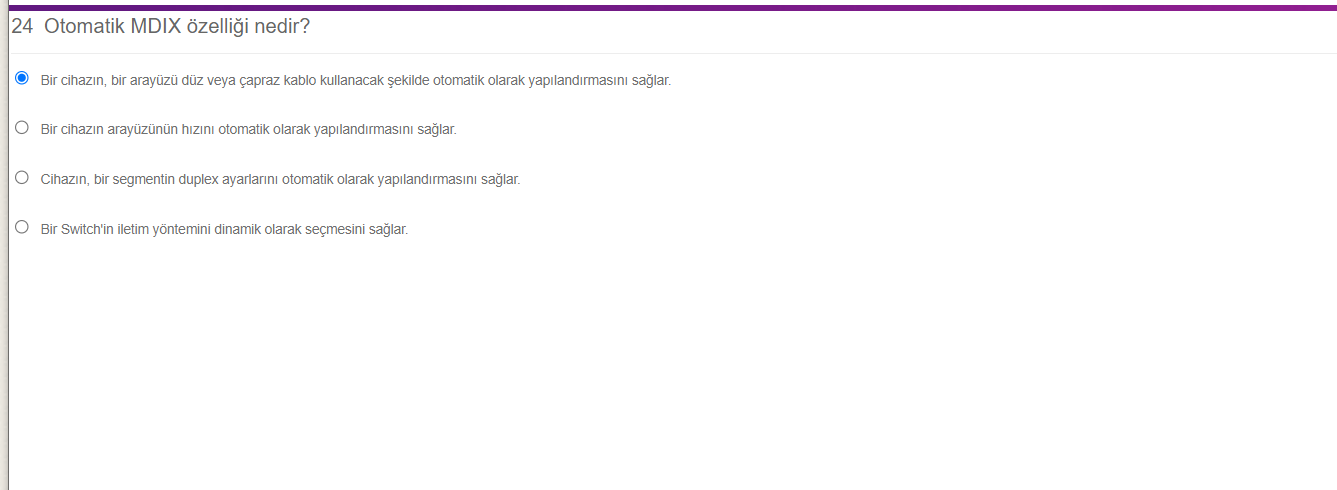 24 Otomatik MDIX özelliği nedir?
Bir cihazın, bir arayüzü düz veya çapraz kablo kullanacak şekilde otomatik olarak yapılandırmasını sağlar.
Bir cihazın arayüzünün hızını otomatik olarak yapılandırmasını sağlar.
Cihazın, bir segmentin duplex ayarlarını otomatik olarak yapılandırmasını sağlar.
Bir Switch'in iletim yöntemini dinamik olarak seçmesini sağlar.